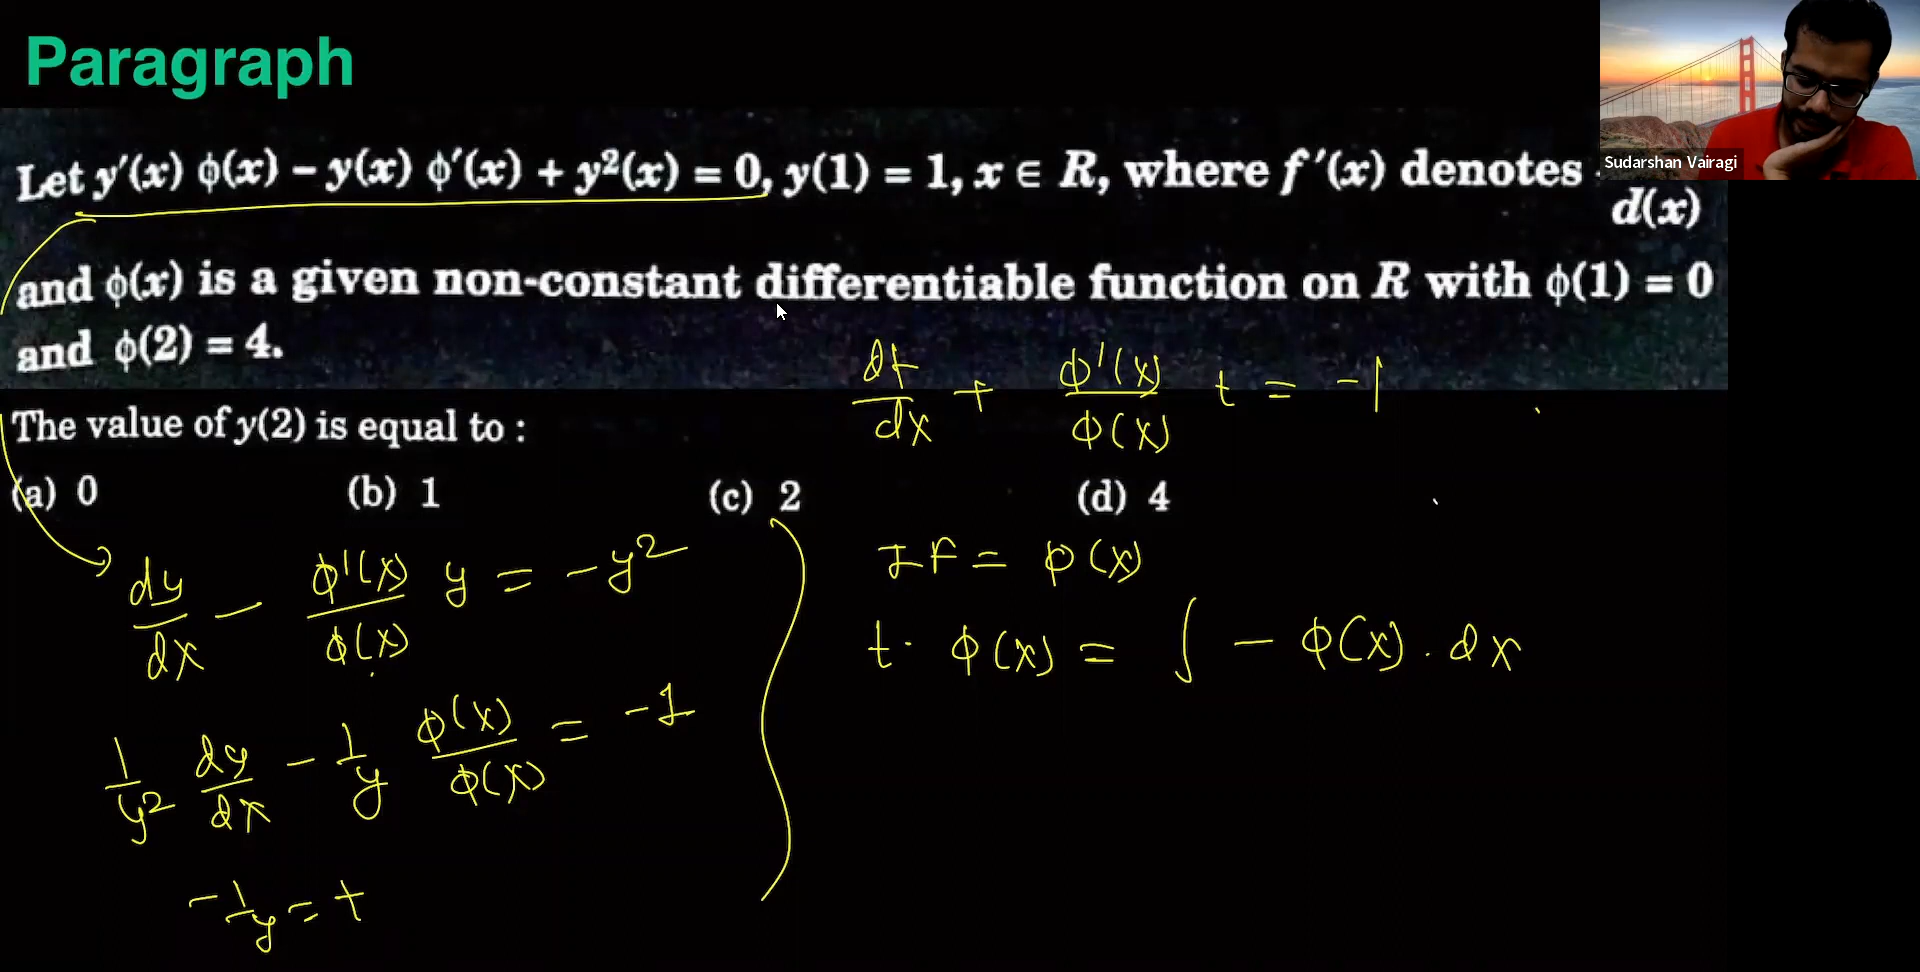 Paragraph
Sudarshan Vairagi
Let y′(x) ϕ(x) – y(x) ϕ′(x) + y²(x) = 0, y(1) = 1, x ∈ R, where f ′(x) denotes
d(x)
and ϕ(x) is a given non-constant differentiable function on R with ϕ(1) = 0
and ϕ(2) = 4.
The value of y(2) is equal to :
(a) 0 (b) 1 (c) 2 (d) 4
dy/dx − ϕ'(x)/ϕ(x) y = −y²
1/y² dy/dx − 1/y ϕ(x)/ϕ(x) = −1
−1/y = t
dt/dx + ϕ'(x)/ϕ(x) t = −1
IF = ϕ(x)
t· ϕ(x) = ∫ − ϕ(x) . dx